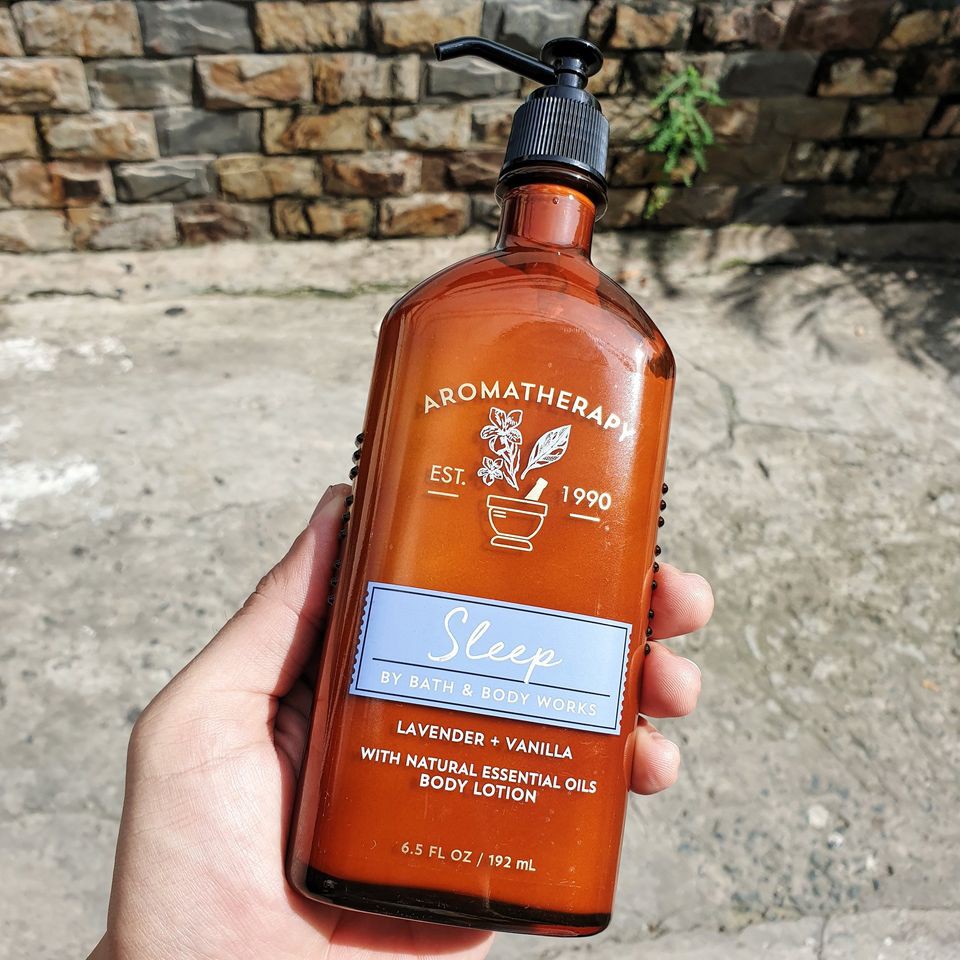 AROMATHERAPY
EST. 1990
Sleep
BY BATH & BODY WORKS
LAVENDER + VANILLA
WITH NATURAL ESSENTIAL OILS
BODY LOTION
6.5 FL OZ / 192 mL